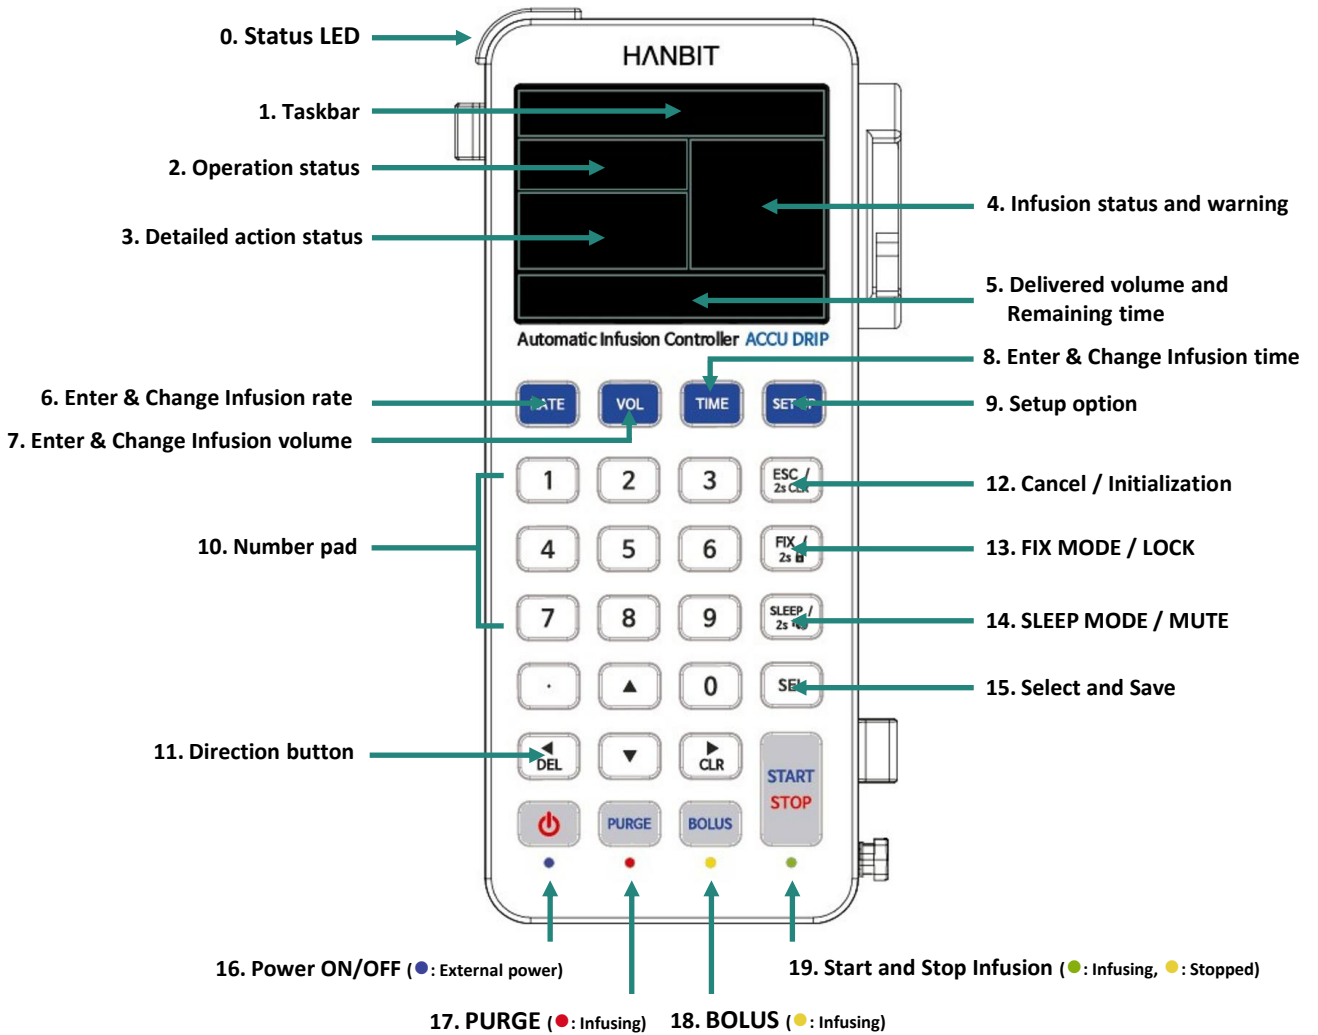 0. Status LED
HANBIT
1. Taskbar
2. Operation status
3. Detailed action status
4. Infusion status and warning
5. Delivered volume and
Remaining time
Automatic Infusion Controller ACCU DRIP
8. Enter & Change Infusion time
6. Enter & Change Infusion rate
VOL
TIME
9. Setup option
7. Enter & Change Infusion volume
1 2 3 ESC /
2s CLR
12. Cancel / Initialization
10. Number pad
4 5 6 FIX /
2s
13. FIX MODE / LOCK
7 8 9 SLEEP /
2s
14. SLEEP MODE / MUTE
· ▲ 0 SEL
15. Select and Save
11. Direction button
◀ ▼ ▶
DEL CLR
START
STOP
PURGE BOLUS
16. Power ON/OFF (●: External power)
19. Start and Stop Infusion (●: Infusing, ●: Stopped)
17. PURGE (●: Infusing)
18. BOLUS (●: Infusing)